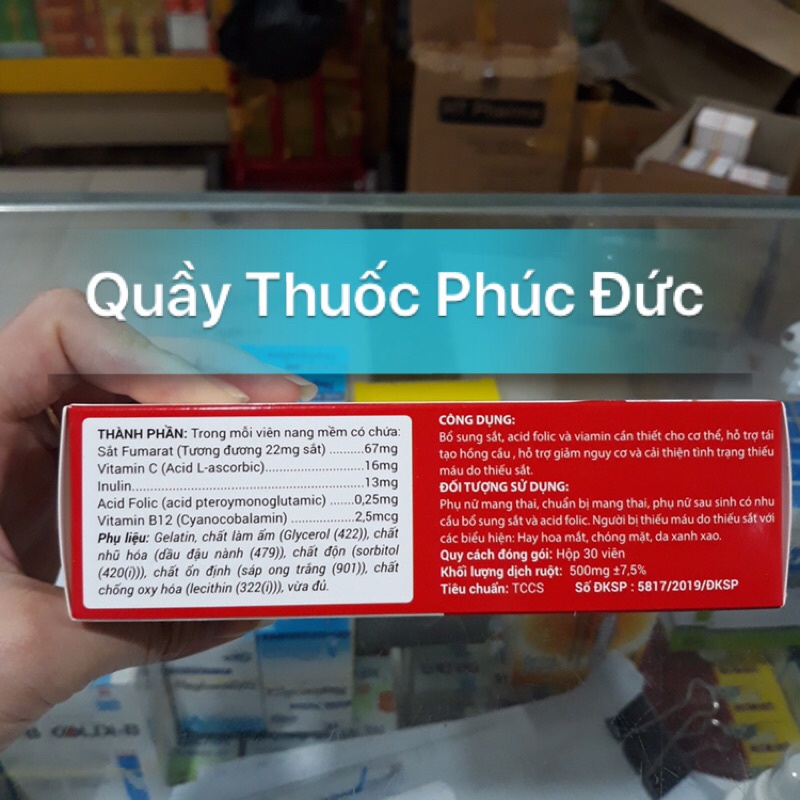 HT Pharma
Quầy Thuốc Phúc Đức
THÀNH PHẦN: Trong mỗi viên nang mềm có chứa:
Sắt Fumarat (Tương đương 22mg sắt) ..........67mg
Vitamin C (Acid L-ascorbic)..........................16mg
Inulin..........................................................13mg
Acid Folic (acid pteroymonoglutamic) .....0,25mg
Vitamin B12 (Cyanocobalamin) ................2,5mcg
Phụ liệu: Gelatin, chất làm ẩm (Glycerol (422)), chất
nhũ hóa (dầu đậu nành (479)), chất độn (sorbitol
(420(i))), chất ổn định (sáp ong trắng (901)), chất
chống oxy hóa (lecithin (322(i))), vừa đủ.
CÔNG DỤNG:
Bổ sung sắt, acid folic và viamin cần thiết cho cơ thể, hỗ trợ tái
tạo hồng cầu , hỗ trợ giảm nguy cơ và cải thiện tình trạng thiếu
máu do thiếu sắt.
ĐỐI TƯỢNG SỬ DỤNG:
Phụ nữ mang thai, chuẩn bị mang thai, phụ nữ sau sinh có nhu
cầu bổ sung sắt và acid folic. Người bị thiếu máu do thiếu sắt với
các biểu hiện: Hay hoa mắt, chóng mặt, da xanh xao.
Quy cách đóng gói: Hộp 30 viên
Khối lượng dịch ruột: 500mg ±7,5%
Tiêu chuẩn: TCCS Số ĐKSP : 5817/2019/ĐKSP